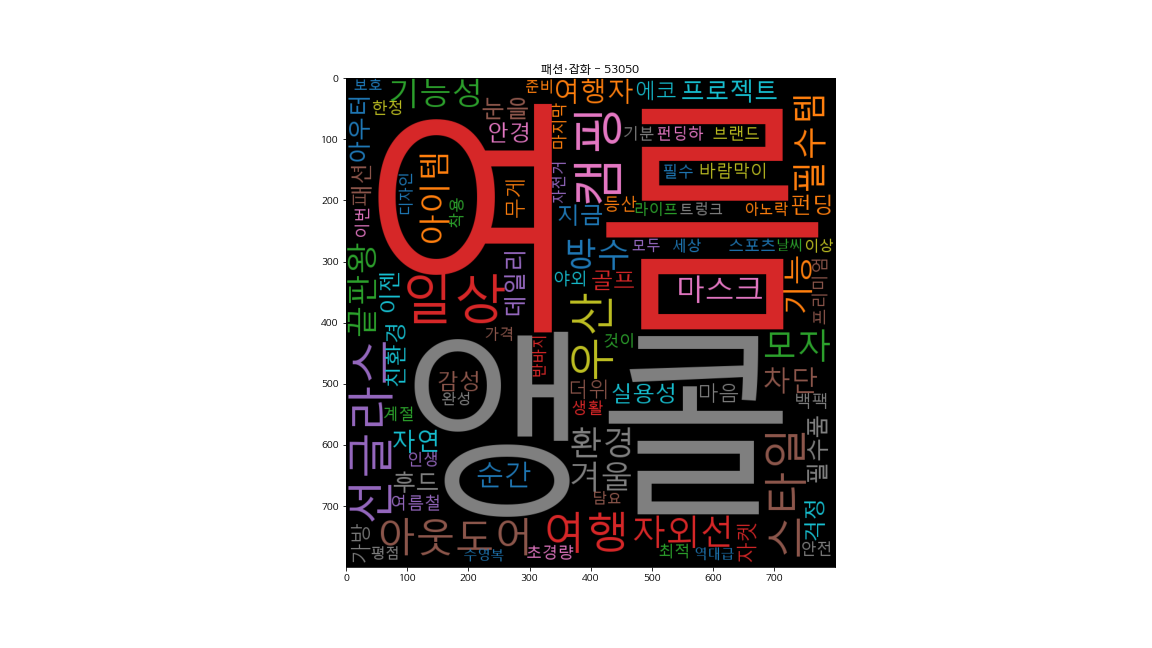 패션·잡화 - 53050
0
100
200
300
400
500
600
700
보호
기능성
준비
여행자
에코
프로젝트
한정
눈을
아우터
안경
마지막
캠핑
기분
펀딩하
브랜드
필수템
여름
아이템
디자인
착용
무게
자전거
필수
바람막이
패션
이번
지금
등산
라이프
트렁크
아노락
펀딩
방수
모두
세상
스포츠
날씨
이상
끝판왕
이젠
일상
데일리
야외
골프
마스크
기능
프리미엄
우산
친환경
가격
반바지
것이
모자
양말
선글라스
감성
완성
더위
실용성
마음
차단
백팩
계절
생활
자연
인생
환경
필수품
스타일
순간
겨울
후드
여름철
담요
걱정
가방
평점
아웃도어
수영복
초경량
여행
자외선
최적
역대급
자켓
안전
0
100
200
300
400
500
600
700